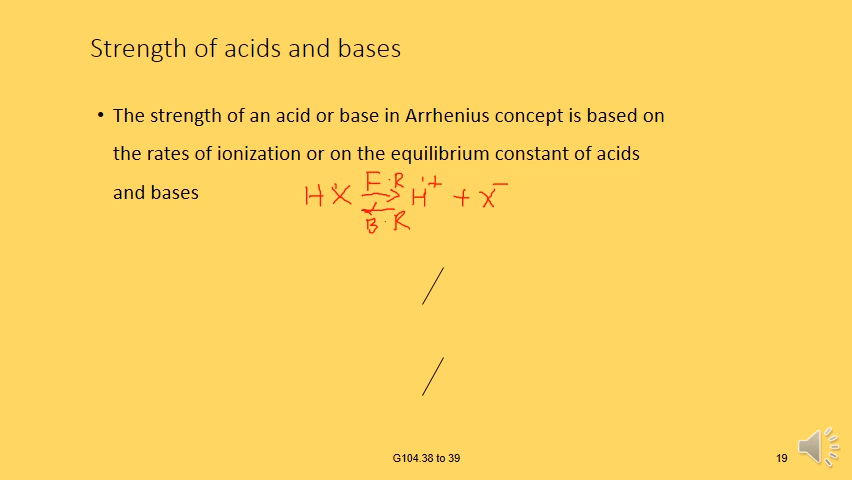 Strength of acids and bases
• The strength of an acid or base in Arrhenius concept is based on
the rates of ionization or on the equilibrium constant of acids
and bases
F.R
HX ⇌ H⁺ + X⁻
B.R
G104.38 to 39
19